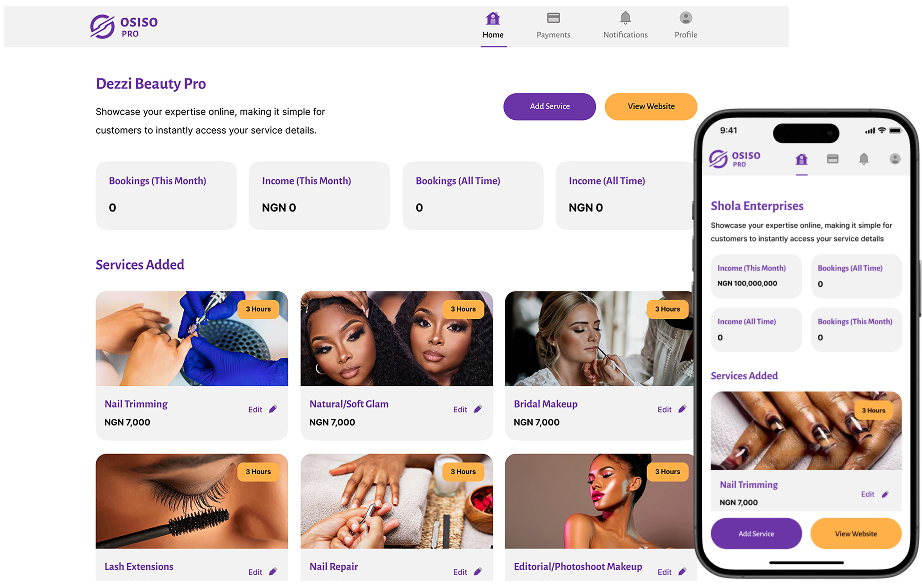 OSISO
PRO
Home
Payments
Notifications
Profile
Dezzi Beauty Pro
Showcase your expertise online, making it simple for
customers to instantly access your service details.
Add Service
View Website
Bookings (This Month)
0
Income (This Month)
NGN 0
Bookings (All Time)
0
Income (All Time)
NGN 0
Services Added
3 Hours
Nail Trimming
NGN 7,000
Edit
3 Hours
Natural/Soft Glam
NGN 7,000
Edit
3 Hours
Bridal Makeup
NGN 7,000
Edit
3 Hours
Lash Extensions
Edit
3 Hours
Nail Repair
Edit
3 Hours
Editorial/Photoshoot Makeup
Edit
9:41
OSISO
PRO
Shola Enterprises
Showcase your expertise online, making it simple for
customers to instantly access your service details
Income (This Month)
NGN 100,000,000
Bookings (All Time)
0
Income (All Time)
0
Bookings (This Month)
0
Services Added
3 Hours
Nail Trimming
NGN 7,000
Edit
Add Service
View Website